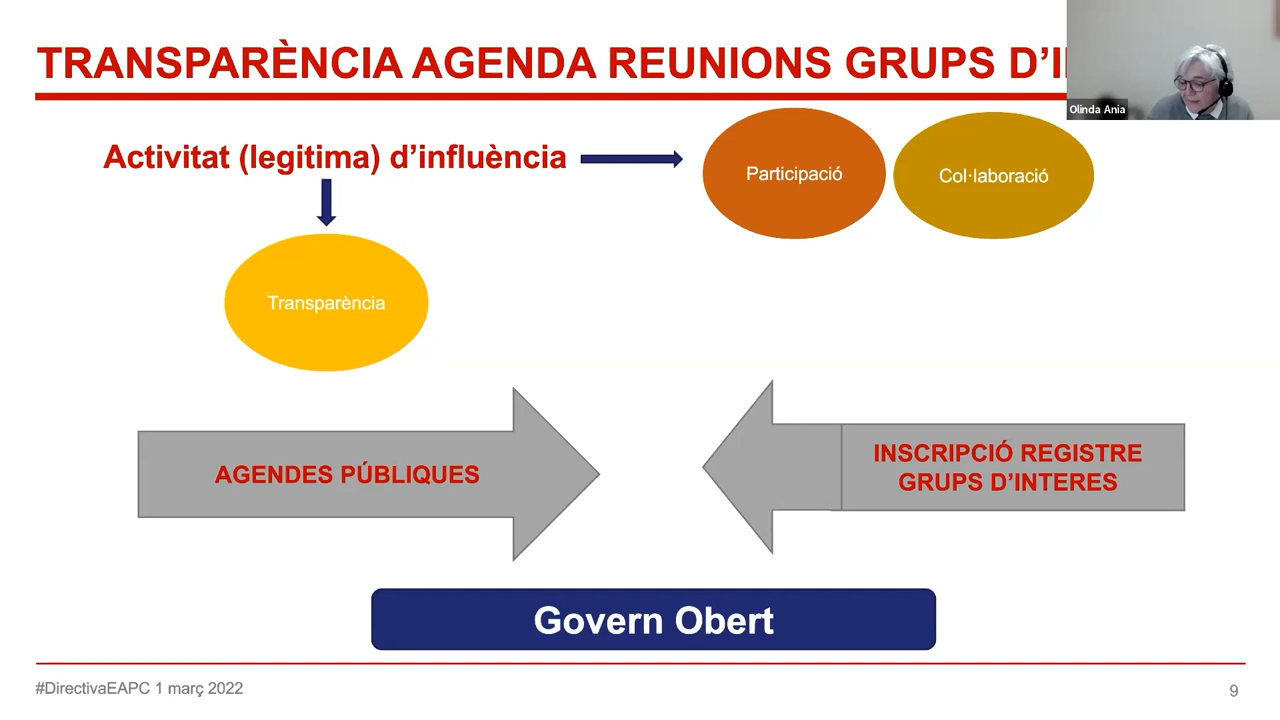 TRANSPARÈNCIA AGENDA REUNIONS GRUPS D'I
Olinda Ania
Activitat (legitima) d'influència
Participació
Col·laboració
Transparència
AGENDES PÚBLIQUES
INSCRIPCIÓ REGISTRE
GRUPS D'INTERES
Govern Obert
#DirectivaEAPC 1 març 2022
9